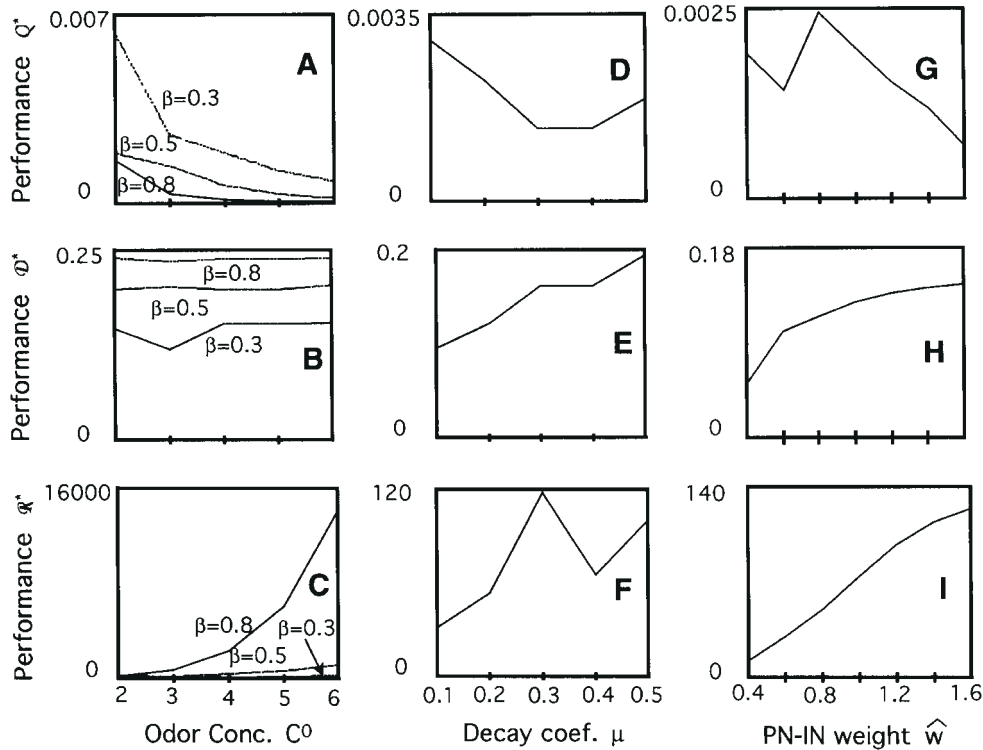 0.007
A
β=0.3
β=0.5
β=0.8
0
Performance Q*
0.0035
D
0
0.0025
G
0
0.25
β=0.8
β=0.5
β=0.3
B
0
Performance 𝒟*
0.2
E
0
0.18
H
0
16000
C
β=0.8
β=0.3
β=0.5
0
Performance ℛ*
2 3 4 5 6
Odor Conc. C⁰
120
F
0
0.1 0.2 0.3 0.4 0.5
Decay coef. μ
140
I
0
0.4 0.8 1.2 1.6
PN-IN weight ŵ